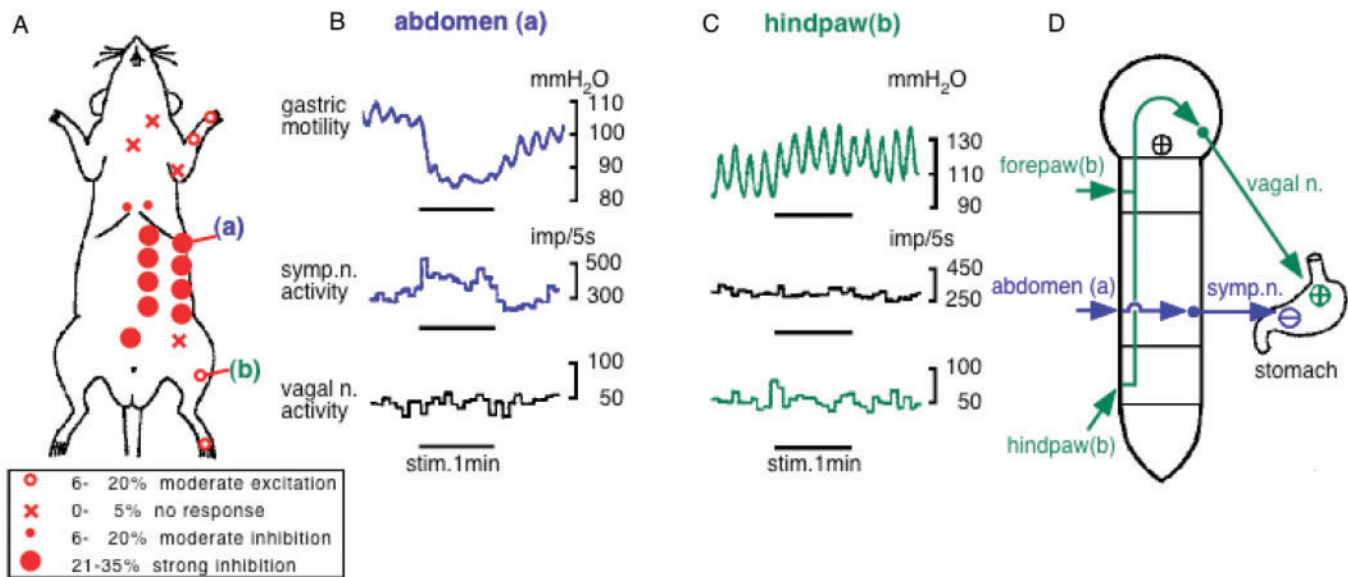 A
(a)
(b)
6- 20% moderate excitation
0- 5% no response
6- 20% moderate inhibition
21-35% strong inhibition
B abdomen (a)
mmH2O
gastric
motility
110
100
90
80
imp/5s
symp.n.
activity
500
300
vagal n.
activity
100
50
stim.1min
C hindpaw(b)
mmH2O
130
110
90
imp/5s
450
250
100
50
stim.1min
D
forepaw(b)
vagal n.
abdomen (a)
symp.n.
stomach
hindpaw(b)